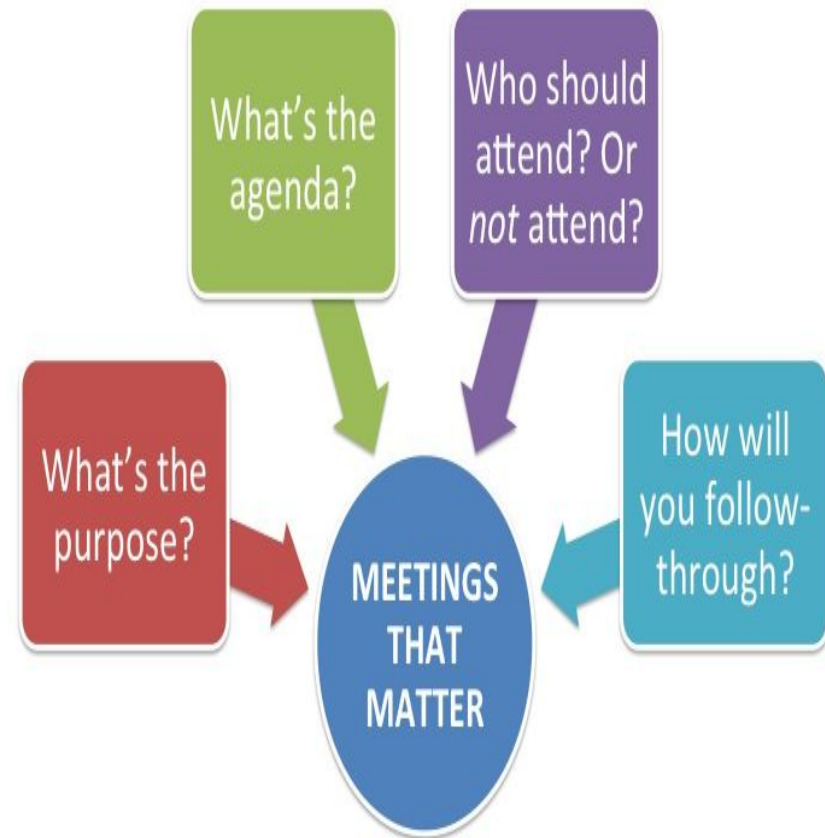 What’s the
agenda?
Who should
attend? Or
not attend?
What’s the
purpose?
How will
you follow-
through?
MEETINGS
THAT
MATTER